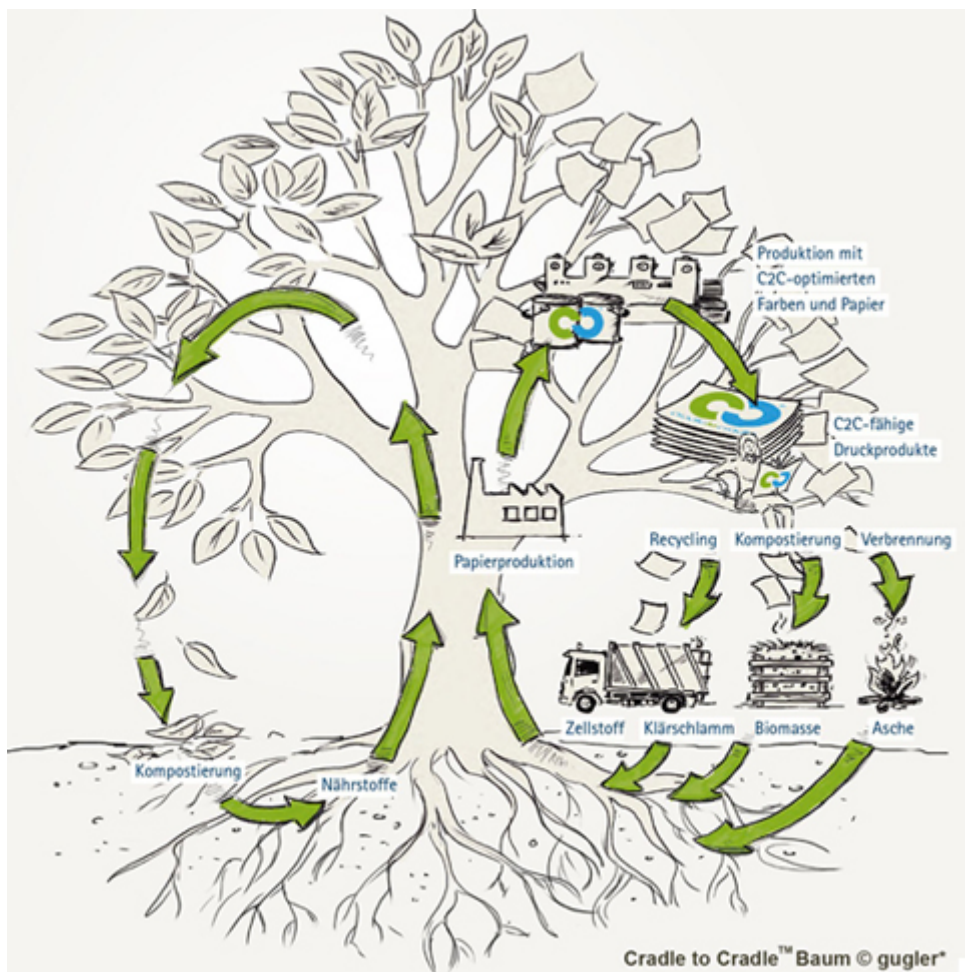 Produktion mit
C2C-optimierten
Farben und Papier
C2C-fähige
Druckprodukte
Recycling
Kompostierung
Verbrennung
Papierproduktion
Zellstoff
Klärschlamm
Biomasse
Asche
Kompostierung
Nährstoffe
Cradle to Cradle™ Baum © gugler*